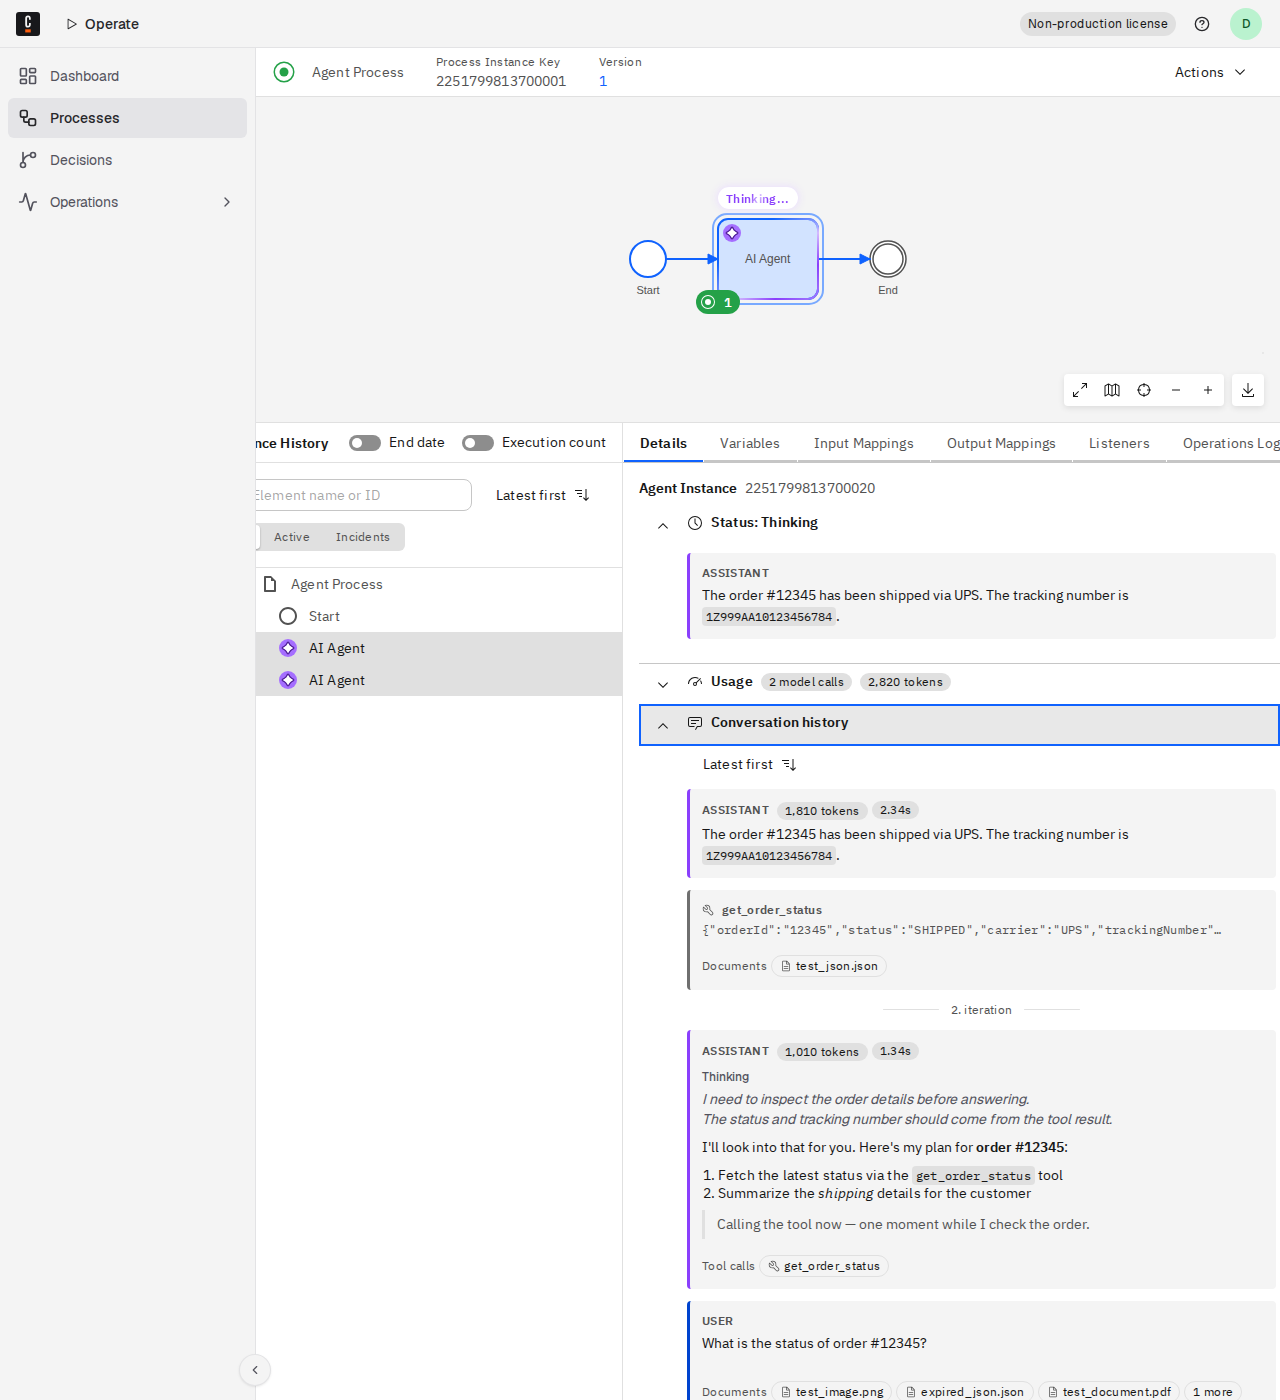 Operate
Non-production license
D
Dashboard
Processes
Decisions
Operations
Agent Process
Process Instance Key
2251799813700001
Version
1
Actions
Thinking...
AI Agent
1
Start
End
nce History
End date
Execution count
Element name or ID
Latest first
Active
Incidents
Agent Process
Start
AI Agent
AI Agent
Details
Variables
Input Mappings
Output Mappings
Listeners
Operations Log
Agent Instance 2251799813700020
Status: Thinking
ASSISTANT
The order #12345 has been shipped via UPS. The tracking number is
1Z999AA10123456784.
Usage 2 model calls 2,820 tokens
Conversation history
Latest first
ASSISTANT 1,810 tokens 2.34s
The order #12345 has been shipped via UPS. The tracking number is
1Z999AA10123456784.
get_order_status
{"orderId":"12345","status":"SHIPPED","carrier":"UPS","trackingNumber"…
Documents test_json.json
2. iteration
ASSISTANT 1,010 tokens 1.34s
Thinking
I need to inspect the order details before answering.
The status and tracking number should come from the tool result.
I'll look into that for you. Here's my plan for order #12345:
1. Fetch the latest status via the get_order_status tool
2. Summarize the shipping details for the customer
Calling the tool now — one moment while I check the order.
Tool calls get_order_status
USER
What is the status of order #12345?
Documents test_image.png expired_json.json test_document.pdf 1 more